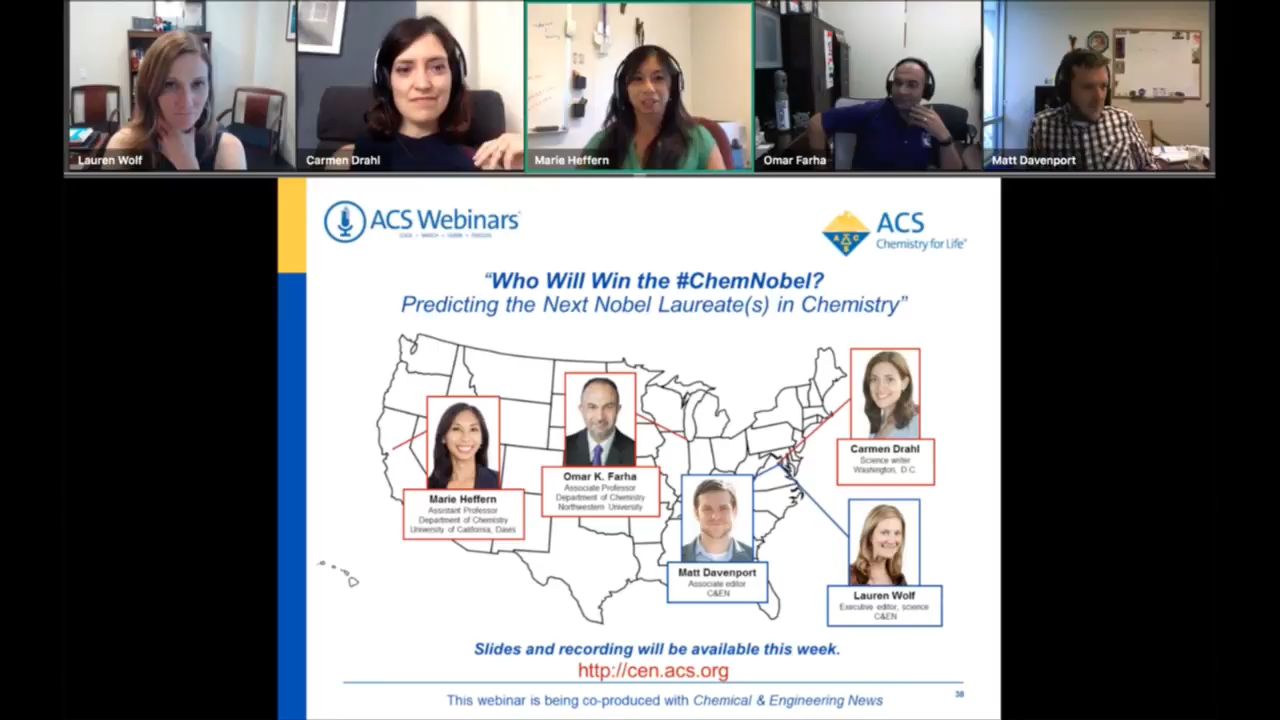 Lauren Wolf
Carmen Drahl
Marie Heffern
Omar Farha
Matt Davenport
ACS Webinars
ACS
Chemistry for Life
"Who Will Win the #ChemNobel?
Predicting the Next Nobel Laureate(s) in Chemistry"
Carmen Drahl
Science writer
Washington, D.C
Omar K. Farha
Associate Professor
Department of Chemistry
Northwestern University
Marie Heffern
Assistant Professor
Department of Chemistry
University of California, Davis
Matt Davenport
Associate editor
C&EN
Lauren Wolf
Executive editor, science
C&EN
Slides and recording will be available this week.
http://cen.acs.org
This webinar is being co-produced with Chemical & Engineering News
38